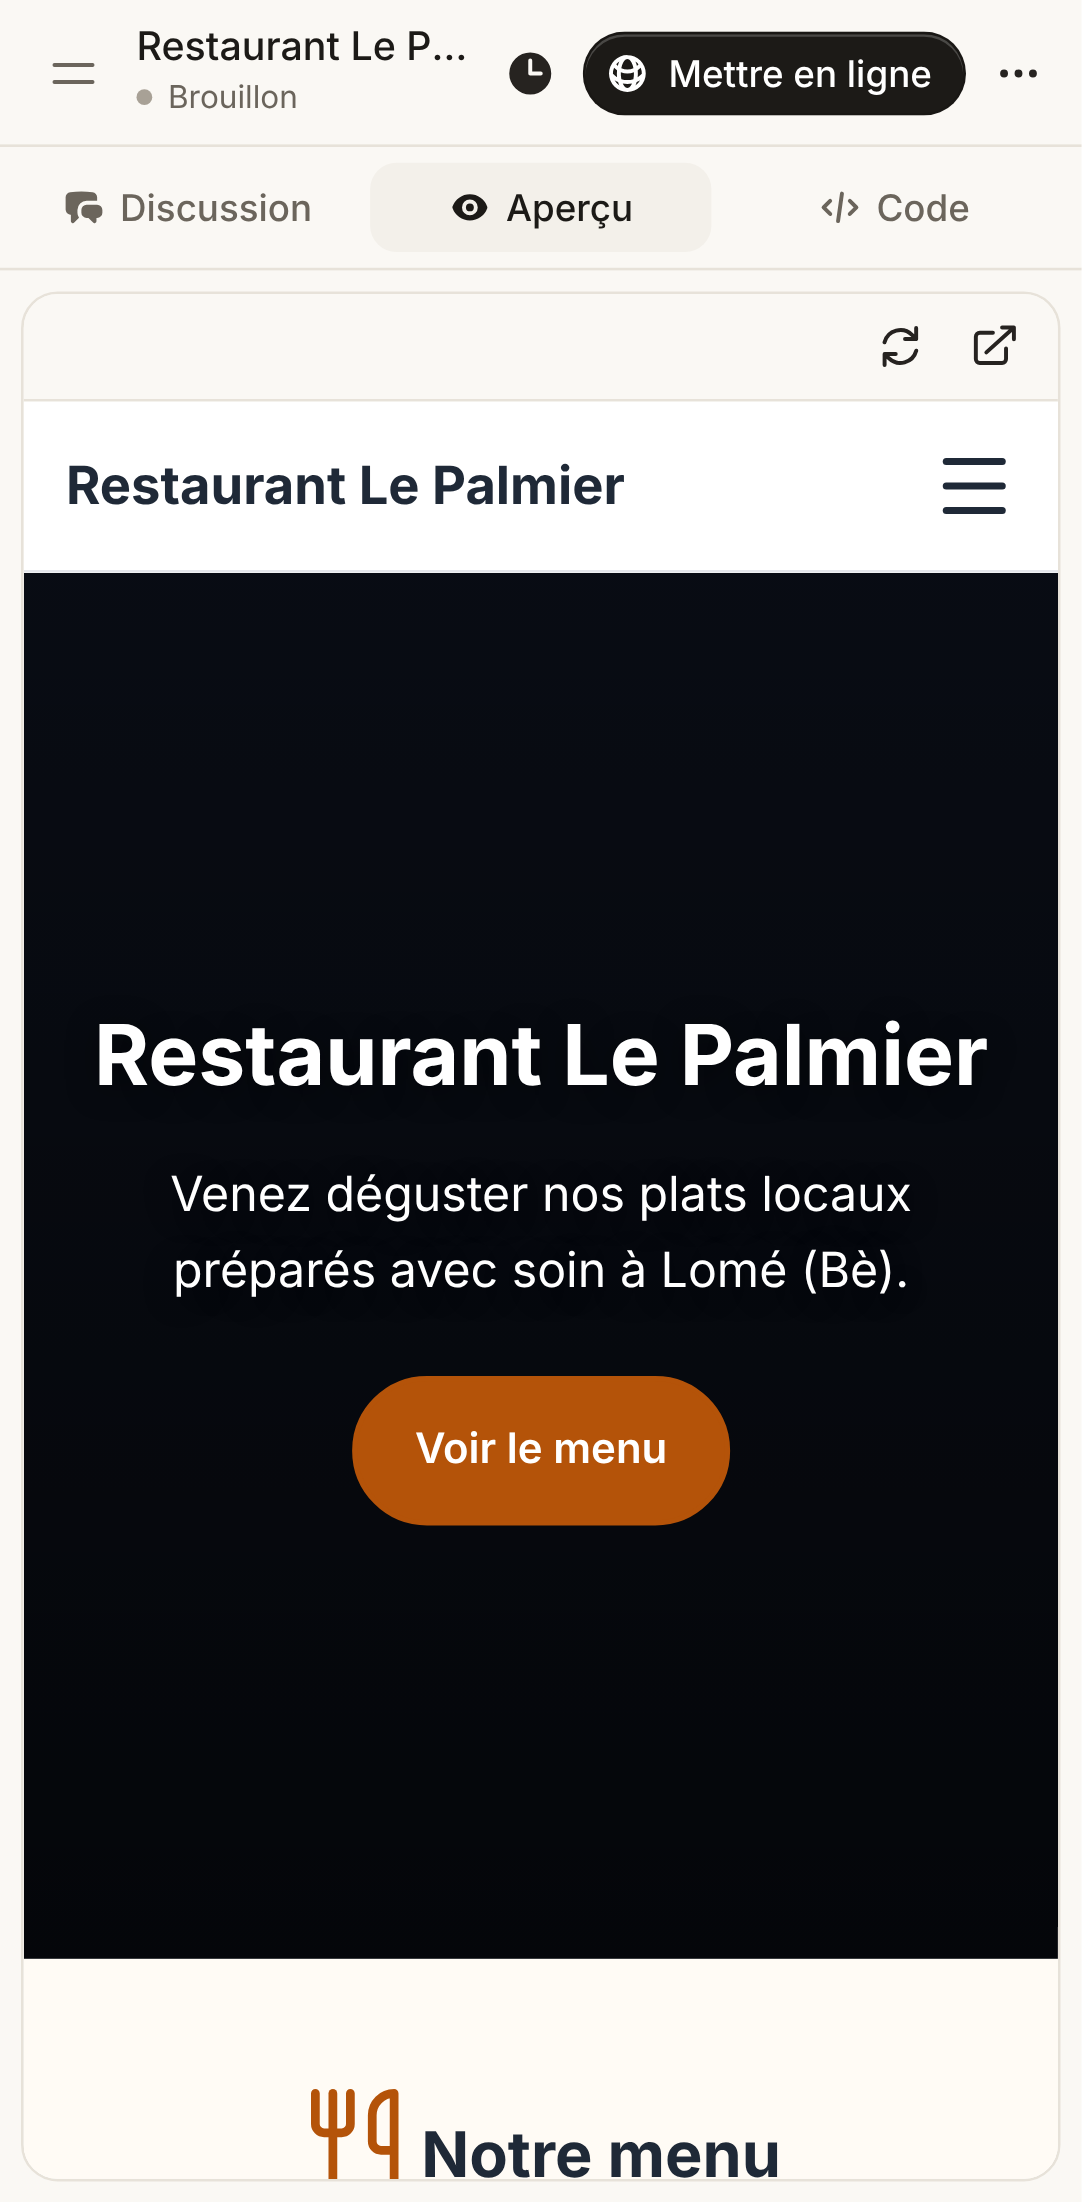 Restaurant Le P...
Brouillon
Mettre en ligne
Discussion
Aperçu
Code
Restaurant Le Palmier
Restaurant Le Palmier
Venez déguster nos plats locaux
préparés avec soin à Lomé (Bè).
Voir le menu
Notre menu